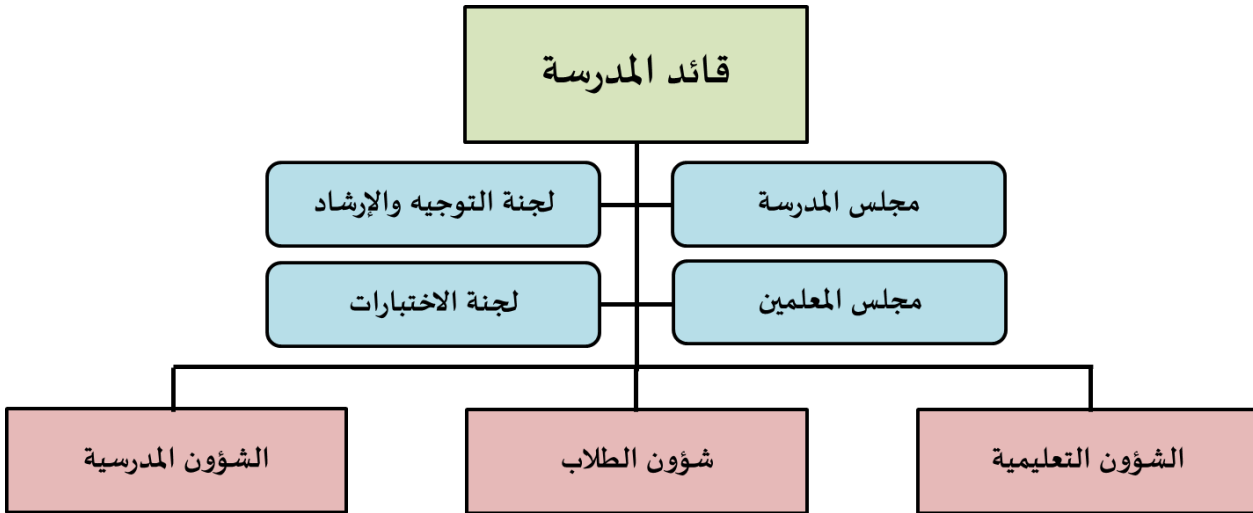 قائد المدرسة
مجلس المدرسة
لجنة التوجيه والإرشاد
مجلس المعلمين
لجنة الاختبارات
الشؤون التعليمية
شؤون الطلاب
الشؤون المدرسية